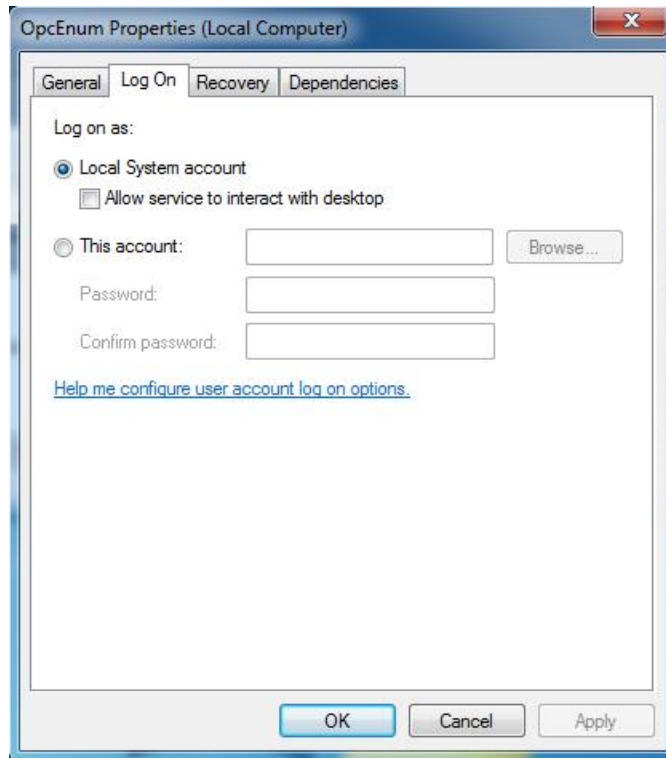 OpcEnum Properties (Local Computer)
General Log On Recovery Dependencies
Log on as:
Local System account
Allow service to interact with desktop
This account: Browse...
Password:
Confirm password:
Help me configure user account log on options.
OK Cancel Apply